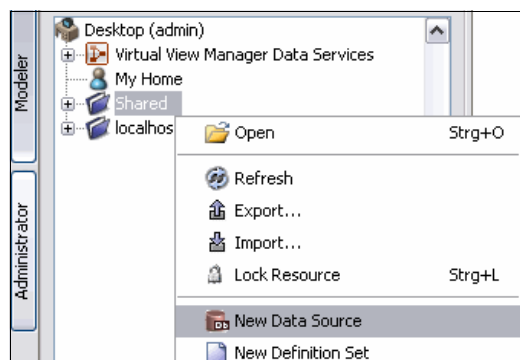 Modeler
Administrator
Desktop (admin)
Virtual View Manager Data Services
My Home
Shared
localhos
Open Strg+O
Refresh
Export...
Import...
Lock Resource Strg+L
New Data Source
New Definition Set